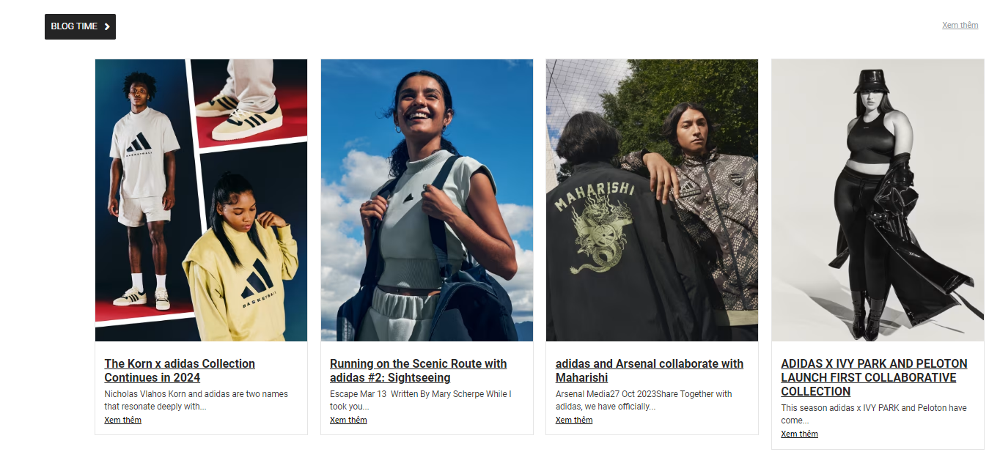 BLOG TIME
Xem thêm
BASKETBALL
BASKETBALL
MAHARISHI
The Korn x adidas Collection
Continues in 2024
Nicholas Vlahos Korn and adidas are two names
that resonate deeply with...
Xem thêm
Running on the Scenic Route with
adidas #2: Sightseeing
Escape Mar 13  Written By Mary Scherpe While I
took you...
Xem thêm
adidas and Arsenal collaborate with
Maharishi
Arsenal Media27 Oct 2023Share Together with
adidas, we have officially...
Xem thêm
ADIDAS X IVY PARK AND PELOTON
LAUNCH FIRST COLLABORATIVE
COLLECTION
This season adidas x IVY PARK and Peloton have
come...
Xem thêm